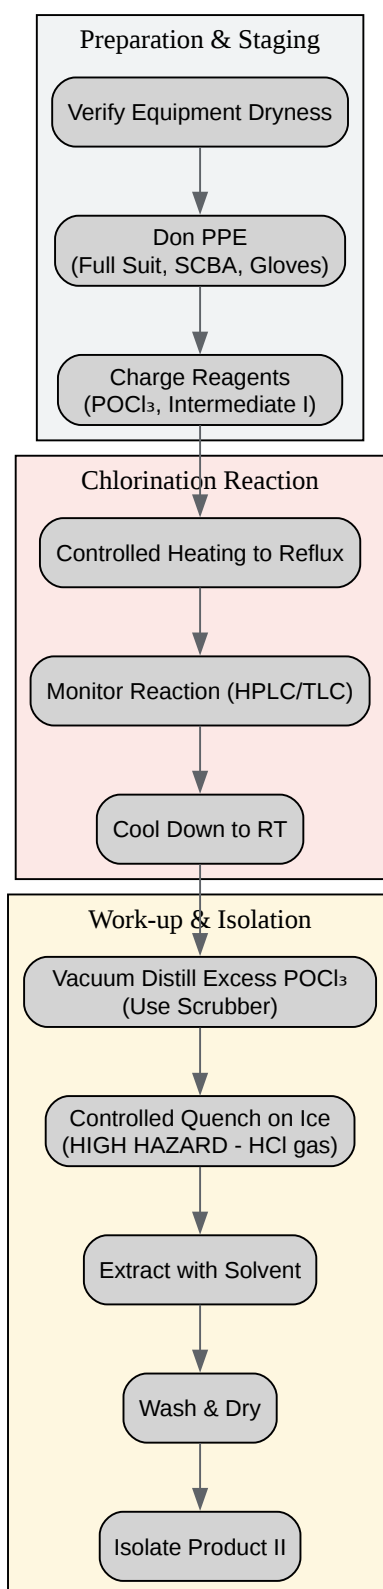 Preparation & Staging
Verify Equipment Dryness
Don PPE
(Full Suit, SCBA, Gloves)
Charge Reagents
(POCl₃, Intermediate I)
Chlorination Reaction
Controlled Heating to Reflux
Monitor Reaction (HPLC/TLC)
Cool Down to RT
Work-up & Isolation
Vacuum Distill Excess POCl₃
(Use Scrubber)
Controlled Quench on Ice
(HIGH HAZARD - HCl gas)
Extract with Solvent
Wash & Dry
Isolate Product II